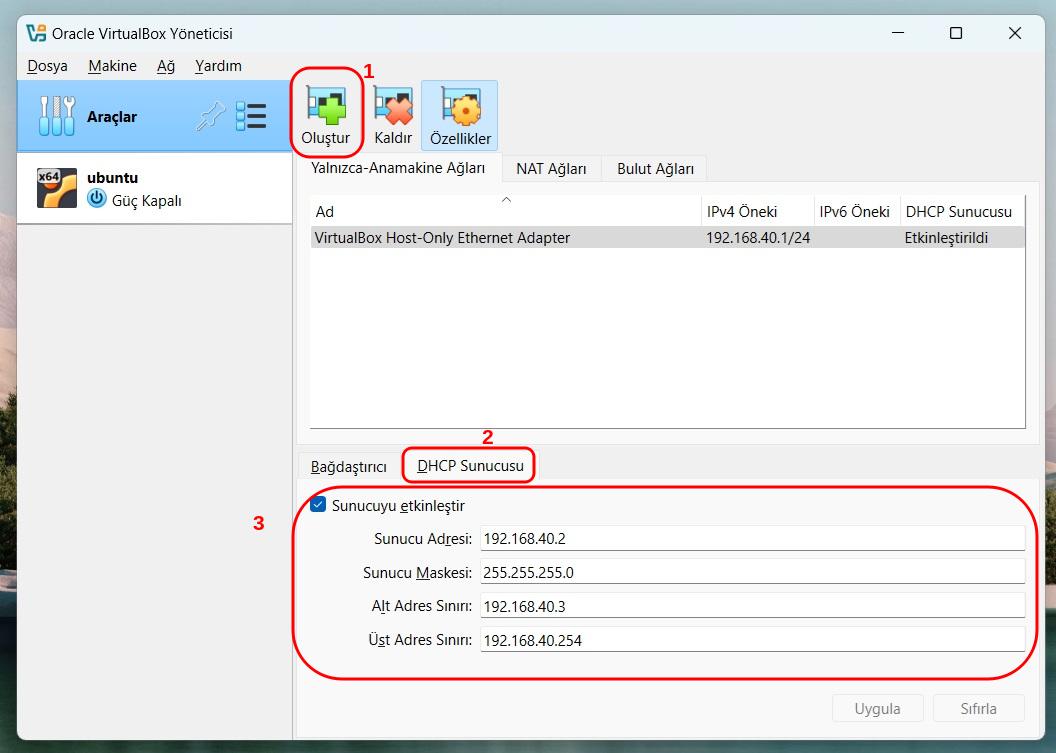 Oracle VirtualBox Yöneticisi
Dosya Makine Ağ Yardım
1
Araçlar
Oluştur Kaldır Özellikler
x64
ubuntu
Güç Kapalı
Yalnızca-Anamakine Ağları NAT Ağları Bulut Ağları
Ad IPv4 Öneki IPv6 Öneki DHCP Sunucusu
VirtualBox Host-Only Ethernet Adapter 192.168.40.1/24 Etkinleştirildi
2
Bağdaştırıcı DHCP Sunucusu
3
Sunucuyu etkinleştir
Sunucu Adresi: 192.168.40.2
Sunucu Maskesi: 255.255.255.0
Alt Adres Sınırı: 192.168.40.3
Üst Adres Sınırı: 192.168.40.254
Uygula Sıfırla